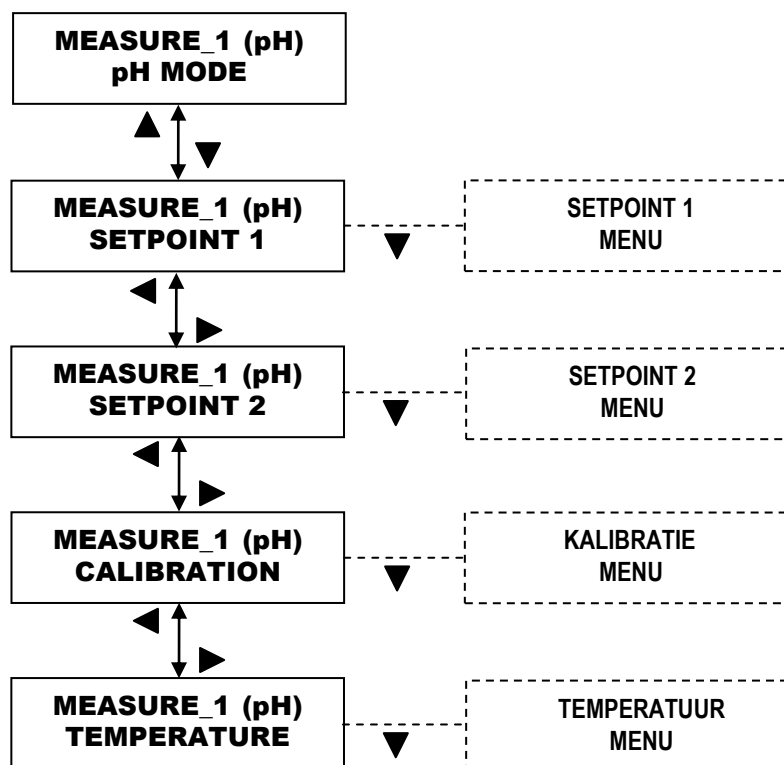 MEASURE_1 (pH)
pH MODE
MEASURE_1 (pH)
SETPOINT 1
SETPOINT 1
MENU
MEASURE_1 (pH)
SETPOINT 2
SETPOINT 2
MENU
MEASURE_1 (pH)
CALIBRATION
KALIBRATIE
MENU
MEASURE_1 (pH)
TEMPERATURE
TEMPERATUUR
MENU